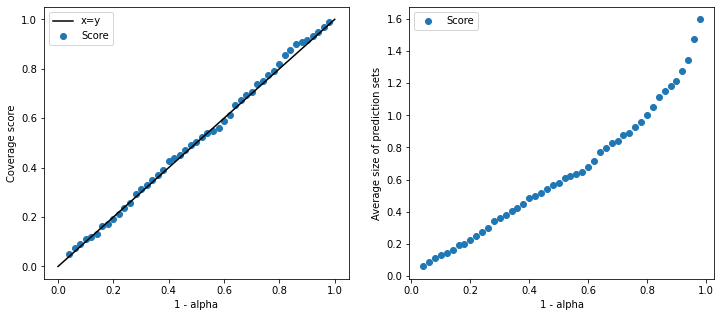 x=y
Score
Coverage score
1.0
0.8
0.6
0.4
0.2
0.0
0.0 0.2 0.4 0.6 0.8 1.0
1 - alpha
Score
Average size of prediction sets
1.6
1.4
1.2
1.0
0.8
0.6
0.4
0.2
0.0
0.0 0.2 0.4 0.6 0.8 1.0
1 - alpha